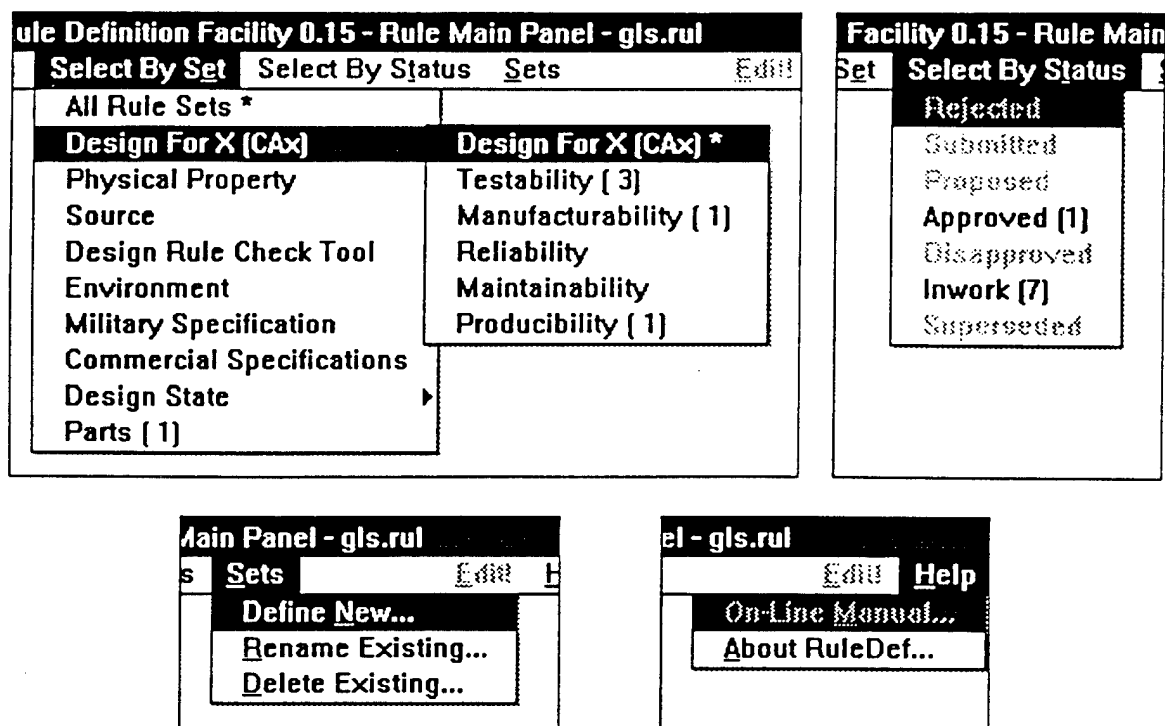 ule Definition Facility 0.15 - Rule Main Panel - gls.rul
Select By Set Select By Status Sets Edit!
All Rule Sets *
Design For X (CAx)
Physical Property
Source
Design Rule Check Tool
Environment
Military Specification
Commercial Specifications
Design State
Parts ( 1)
Design For X (CAx) *
Testability ( 3)
Manufacturability ( 1)
Reliability
Maintainability
Producibility ( 1)
Facility 0.15 - Rule Main
Set Select By Status S
Rejected
Submitted
Proposed
Approved (1)
Disapproved
Inwork (7)
Superseded
Main Panel - gls.rul
s Sets Edit! H
Define New...
Rename Existing...
Delete Existing...
el - gls.rul
Edit! Help
On-Line Manual...
About RuleDef...